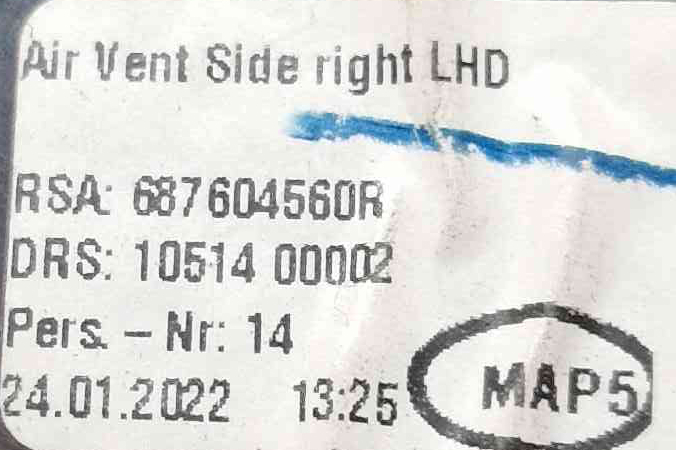 Air Vent Side right LHD
RSA: 687604560R
DRS: 10514 00002
Pers. - Nr: 14
24.01.2022 13:25
MAP5